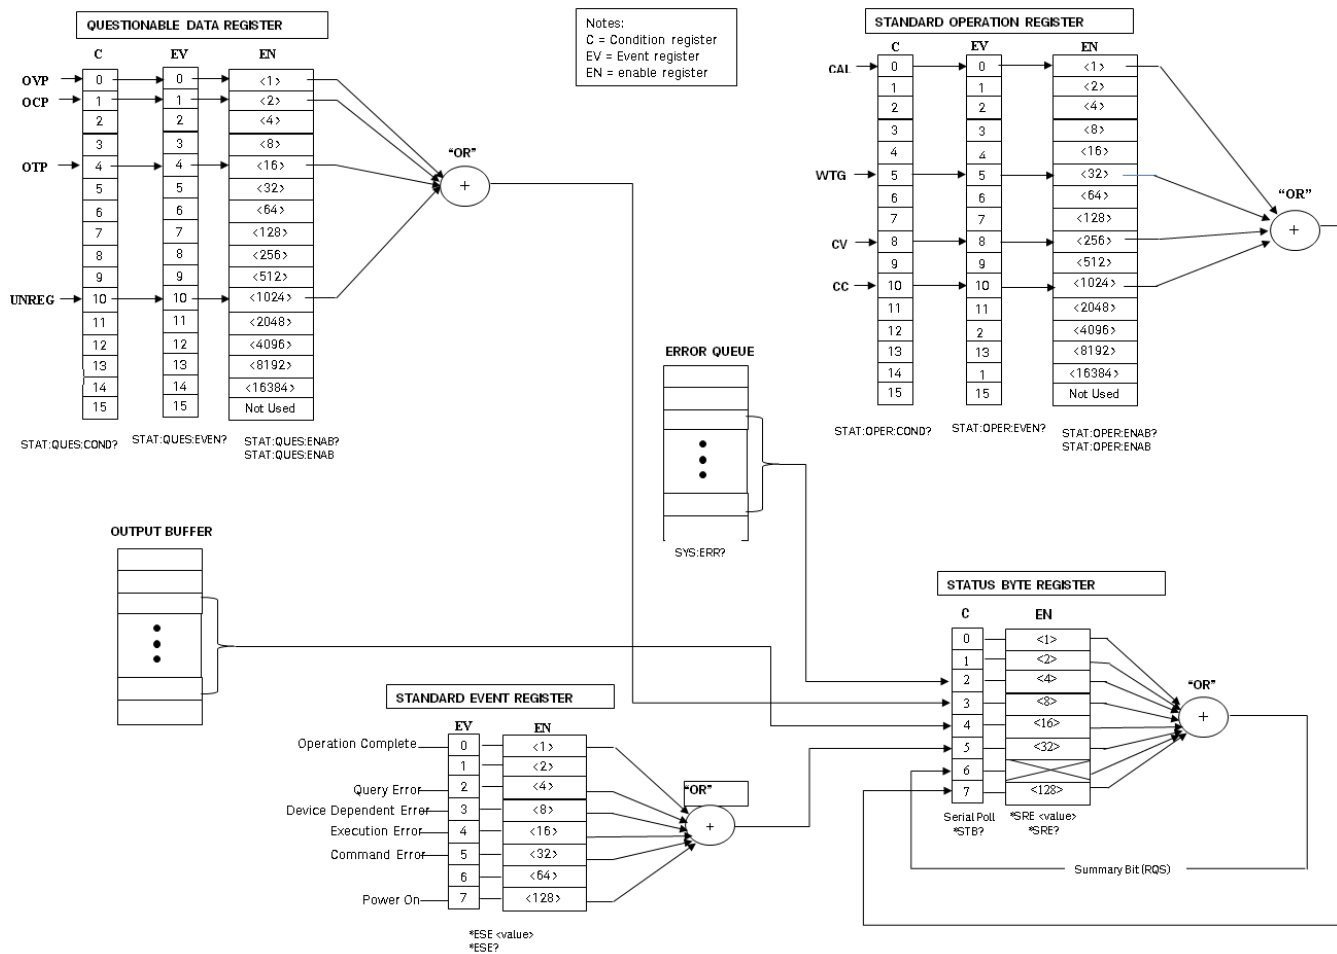 QUESTIONABLE DATA REGISTER
C EV EN
OVP 0 0 <1>
OCP 1 1 <2>
2 2 <4>
3 3 <8>
OTP 4 4 <16>
5 5 <32>
6 6 <64>
7 7 <128>
8 8 <256>
9 9 <512>
UNREG 10 10 <1024>
11 11 <2048>
12 12 <4096>
13 13 <8192>
14 14 <16384>
15 15 Not Used
STAT:QUES:COND?
STAT:QUES:EVEN?
STAT:QUES:ENAB?
STAT:QUES:ENAB
"OR"
+
Notes:
C = Condition register
EV = Event register
EN = enable register
STANDARD OPERATION REGISTER
C EV EN
CAL 0 0 <1>
1 1 <2>
2 2 <4>
3 3 <8>
4 4 <16>
WTG 5 5 <32>
6 6 <64>
7 7 <128>
CV 8 8 <256>
9 9 <512>
CC 10 10 <1024>
11 11 <2048>
12 2 <4096>
13 13 <8192>
14 1 <16384>
15 15 Not Used
STAT:OPER:COND?
STAT:OPER:EVEN?
STAT:OPER:ENAB?
STAT:OPER:ENAB
"OR"
+
ERROR QUEUE
SYS:ERR?
OUTPUT BUFFER
STANDARD EVENT REGISTER
EV EN
Operation Complete 0 <1>
1 <2>
Query Error 2 <4>
Device Dependent Error 3 <8>
Execution Error 4 <16>
Command Error 5 <32>
6 <64>
Power On 7 <128>
*ESE <value>
*ESE?
"OR"
+
STATUS BYTE REGISTER
C EN
0 <1>
1 <2>
2 <4>
3 <8>
4 <16>
5 <32>
6
7 <128>
Serial Poll
*STB?
*SRE <value>
*SRE?
"OR"
+
Summary Bit (RQS)